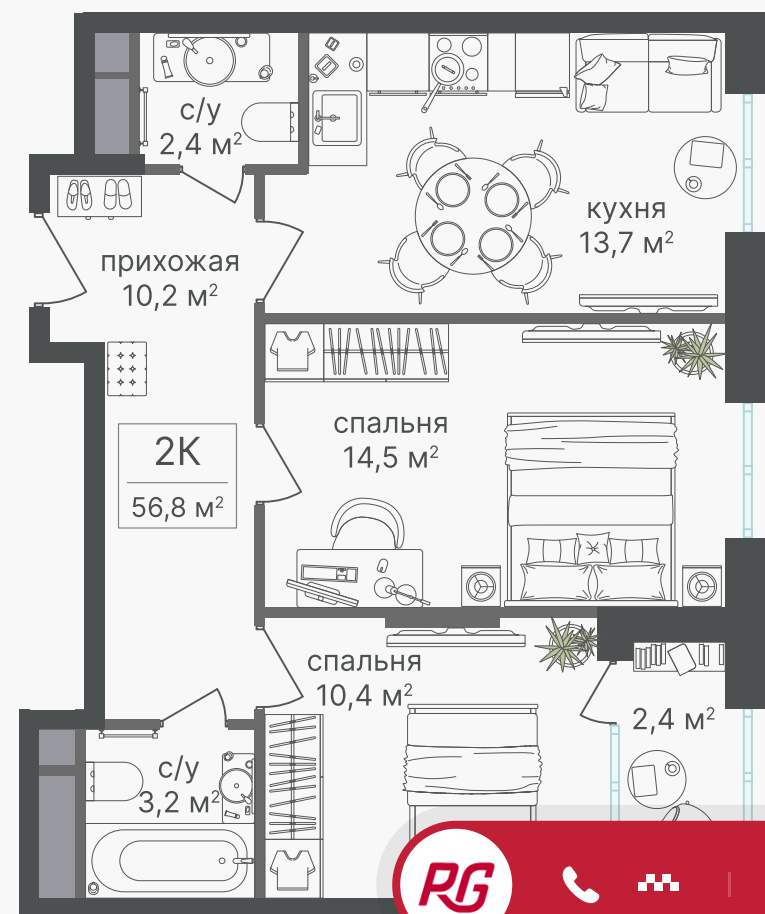 с/у
2,4 м²
кухня
13,7 м²
прихожая
10,2 м²
спальня
14,5 м²
2К
56,8 м²
спальня
10,4 м²
2,4 м²
с/у
3,2 м²
RG